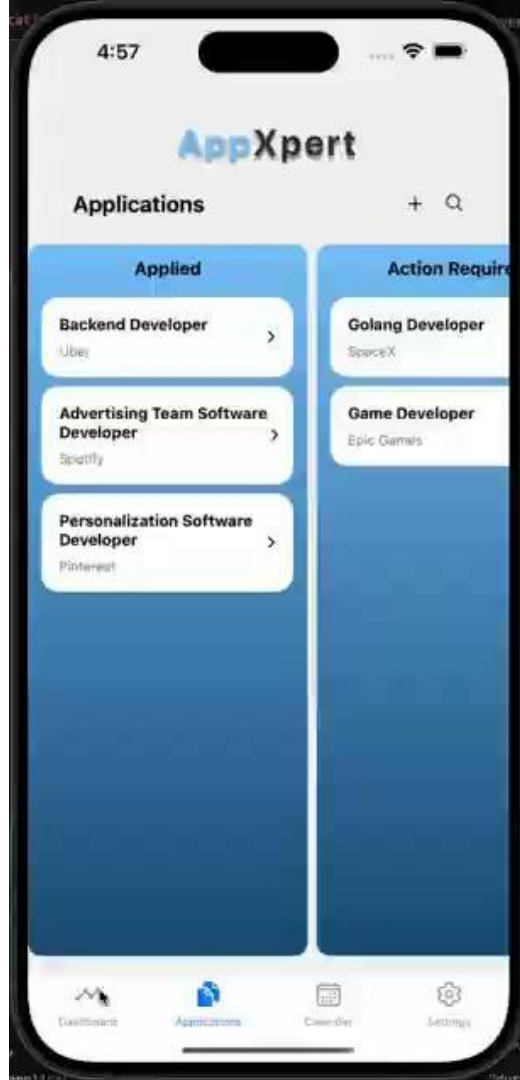 4:57
AppXpert
Applications
Applied
Backend Developer
Uber
Advertising Team Software
Developer
Spotify
Personalization Software
Developer
Pinterest
Action Require
Golang Developer
SpaceX
Game Developer
Epic Games
Dashboard
Applications
Calendar
Settings